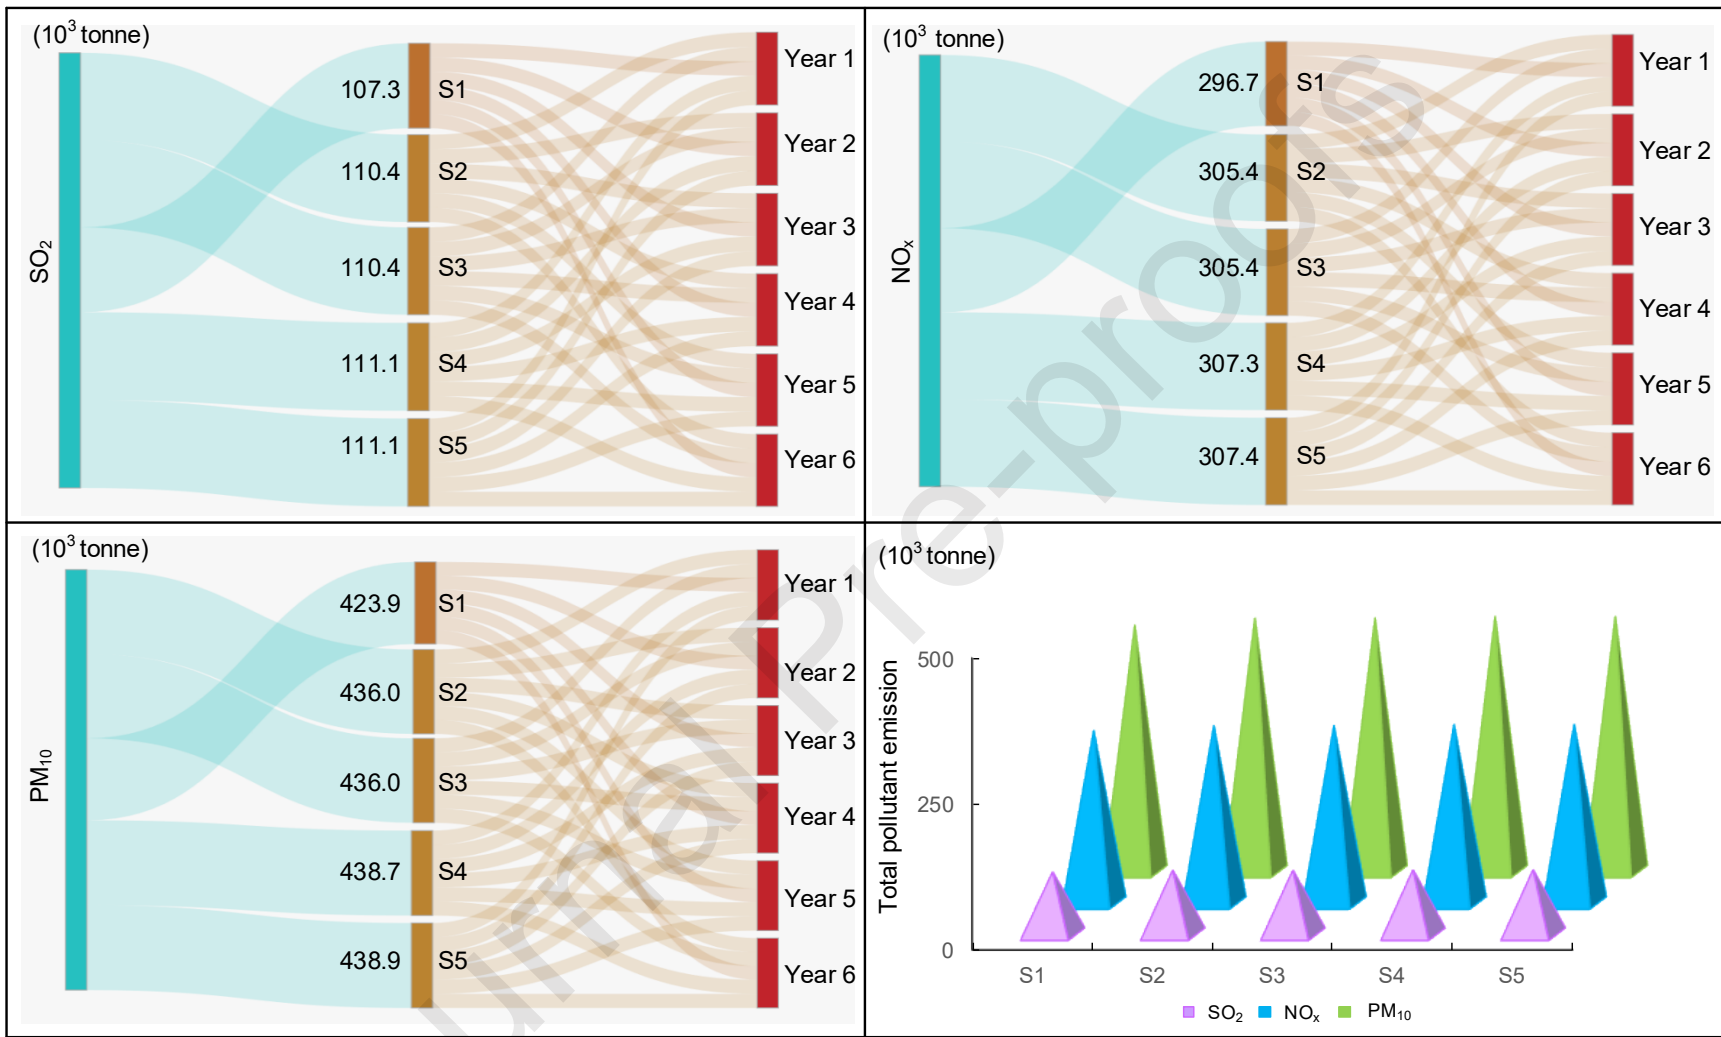 (10³ tonne)
SO₂
107.3 S1
110.4 S2
110.4 S3
111.1 S4
111.1 S5
Year 1
Year 2
Year 3
Year 4
Year 5
Year 6
(10³ tonne)
NOₓ
296.7 S1
305.4 S2
305.4 S3
307.3 S4
307.4 S5
Year 1
Year 2
Year 3
Year 4
Year 5
Year 6
(10³ tonne)
PM₁₀
423.9 S1
436.0 S2
436.0 S3
438.7 S4
438.9 S5
Year 1
Year 2
Year 3
Year 4
Year 5
Year 6
(10³ tonne)
Total pollutant emission
500
250
0
S1 S2 S3 S4 S5
SO₂ NOₓ PM₁₀
urnal Pre-proofs